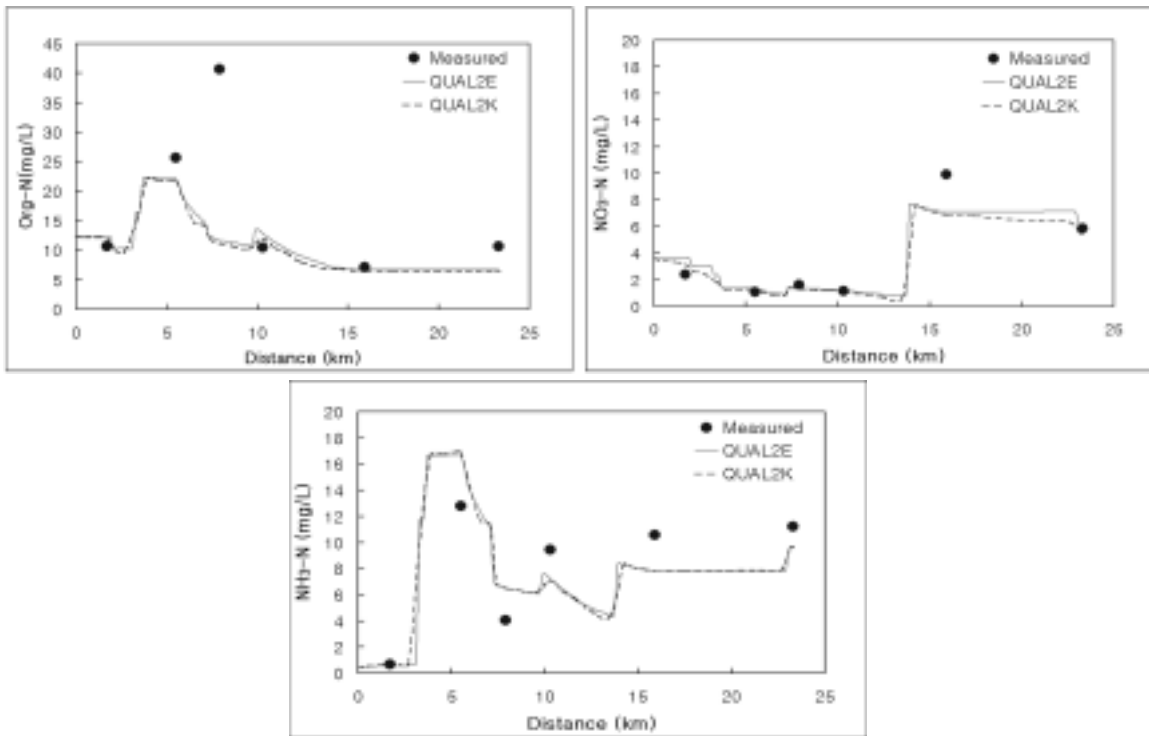 45
40
35
30
25
20
15
10
5
0
Org-N(mg/L)
Measured
QUAL2E
QUAL2K
0 5 10 15 20 25
Distance (km)
20
18
16
14
12
10
8
6
4
2
0
NO3-N (mg/L)
Measured
QUAL2E
QUAL2K
0 5 10 15 20 25
Distance (km)
20
18
16
14
12
10
8
6
4
2
0
NH3-N (mg/L)
Measured
QUAL2E
QUAL2K
0 5 10 15 20 25
Distance (km)